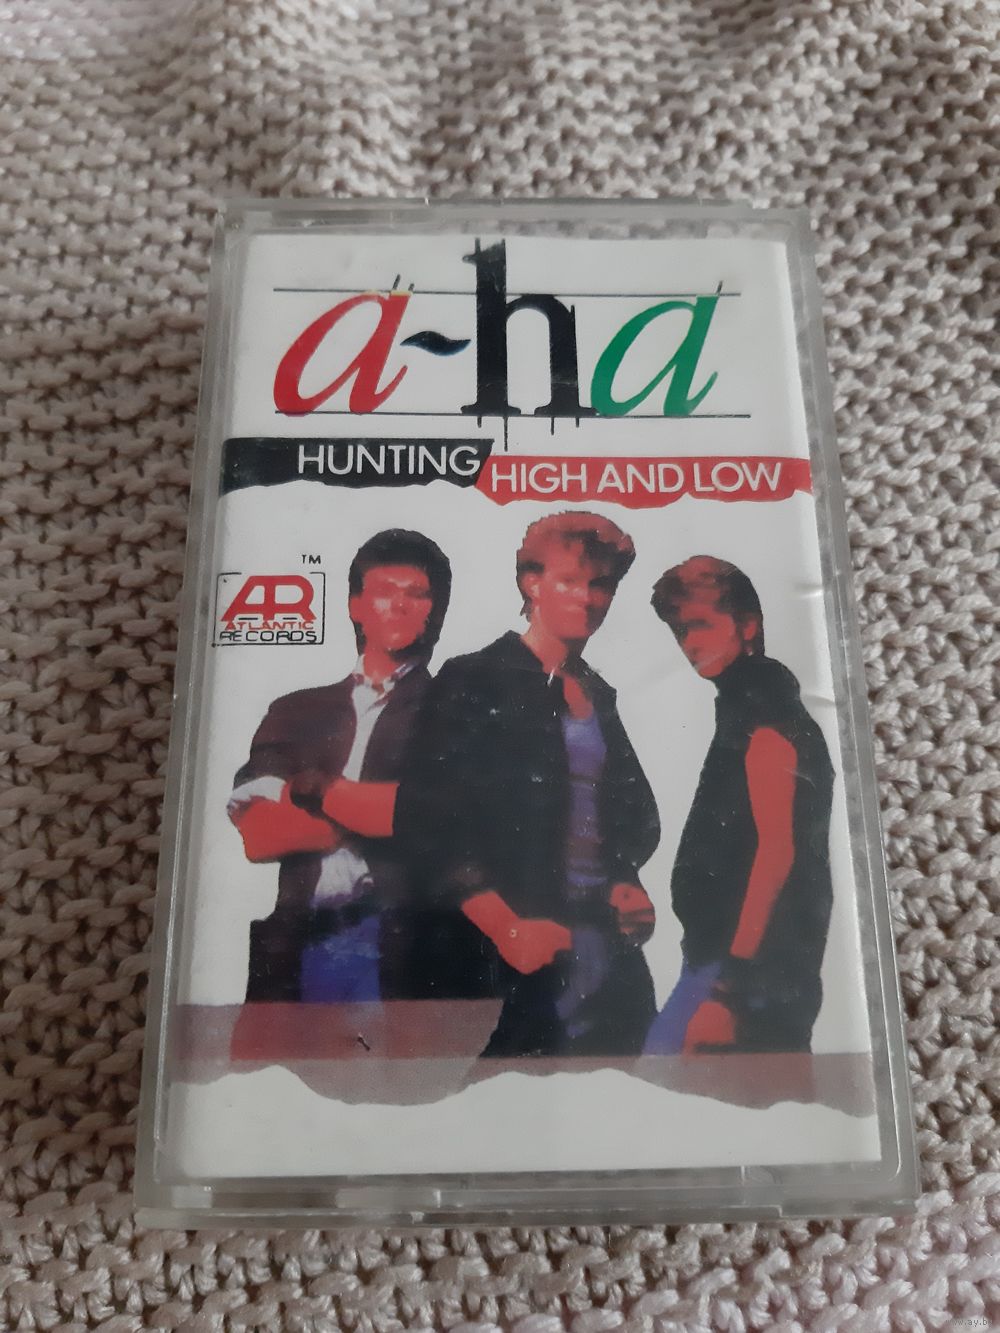 a-ha
HUNTING
HIGH AND LOW
TM
AR
ATLANTIC
RECORDS